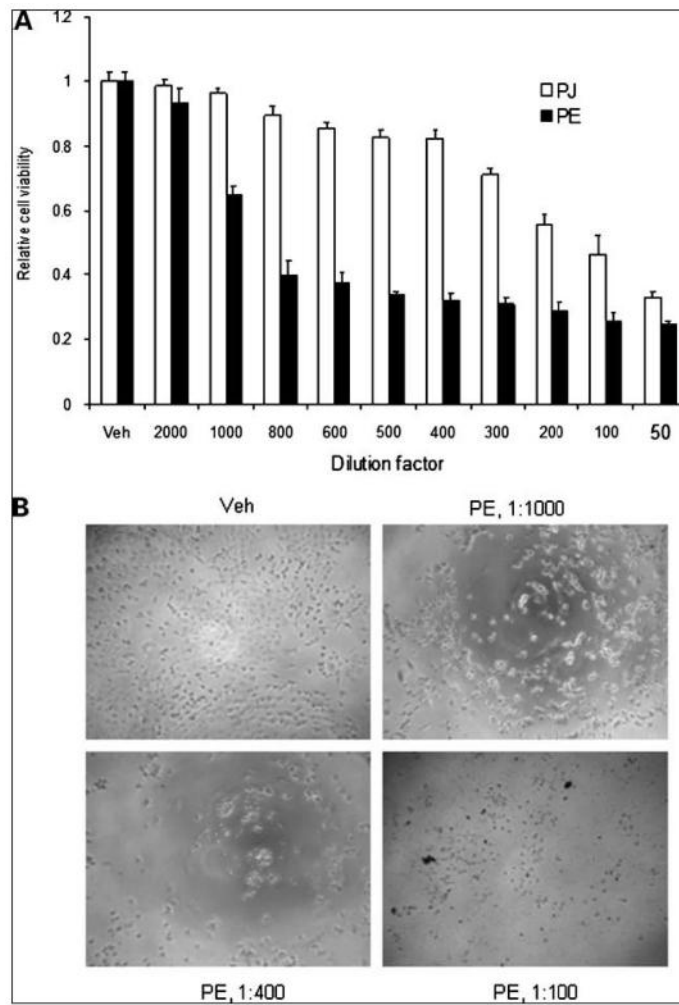 A
1.2
1
0.8
0.6
0.4
0.2
0
Relative cell viability
PJ
PE
Veh 2000 1000 800 600 500 400 300 200 100 50
Dilution factor
B
Veh PE, 1:1000
PE, 1:400 PE, 1:100